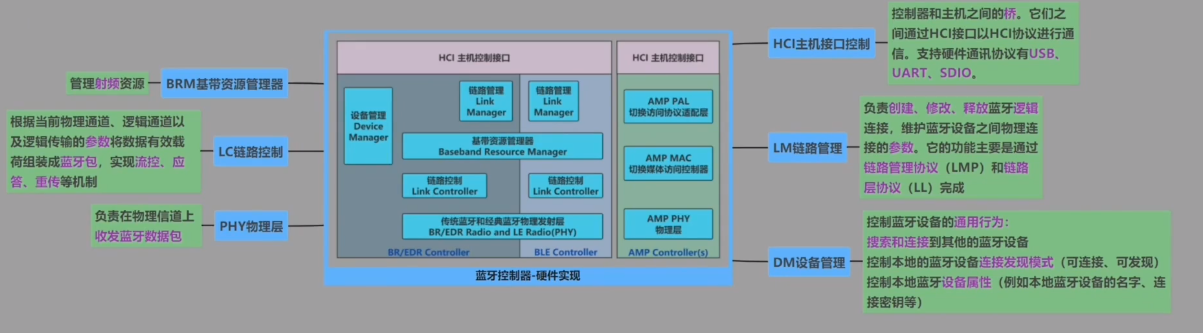 管理射频资源
BRM基带资源管理器
根据当前物理通道、逻辑通道以
及逻辑传输的参数将数据有效载
荷组装成蓝牙包，实现流控、应
答、重传等机制
LC链路控制
负责在物理信道上
收发蓝牙数据包
PHY物理层
HCI 主机控制接口
HCI 主机控制接口
设备管理
Device
Manager
链路管理
Link
Manager
链路管理
Link
Manager
基带资源管理器
Baseband Resource Manager
链路控制
Link Controller
链路控制
Link Controller
传统蓝牙和经典蓝牙物理发射层
BR/EDR Radio and LE Radio(PHY)
BR/EDR Controller
BLE Controller
AMP PAL
切换访问协议适配层
AMP MAC
切换媒体访问控制器
AMP PHY
物理层
AMP Controller(s)
蓝牙控制器-硬件实现
HCI主机接口控制
控制器和主机之间的桥。它们之
间通过HCI接口以HCI协议进行通
信。支持硬件通讯协议有USB、
UART、SDIO。
LM链路管理
负责创建、修改、释放蓝牙逻辑
连接，维护蓝牙设备之间物理连
接的参数。它的功能主要是通过
链路管理协议（LMP）和链路
层协议（LL）完成
DM设备管理
控制蓝牙设备的通用行为：
搜索和连接到其他的蓝牙设备
控制本地的蓝牙设备连接发现模式（可连接、可发现）
控制本地蓝牙设备属性（例如本地蓝牙设备的名字、连
接密钥等）